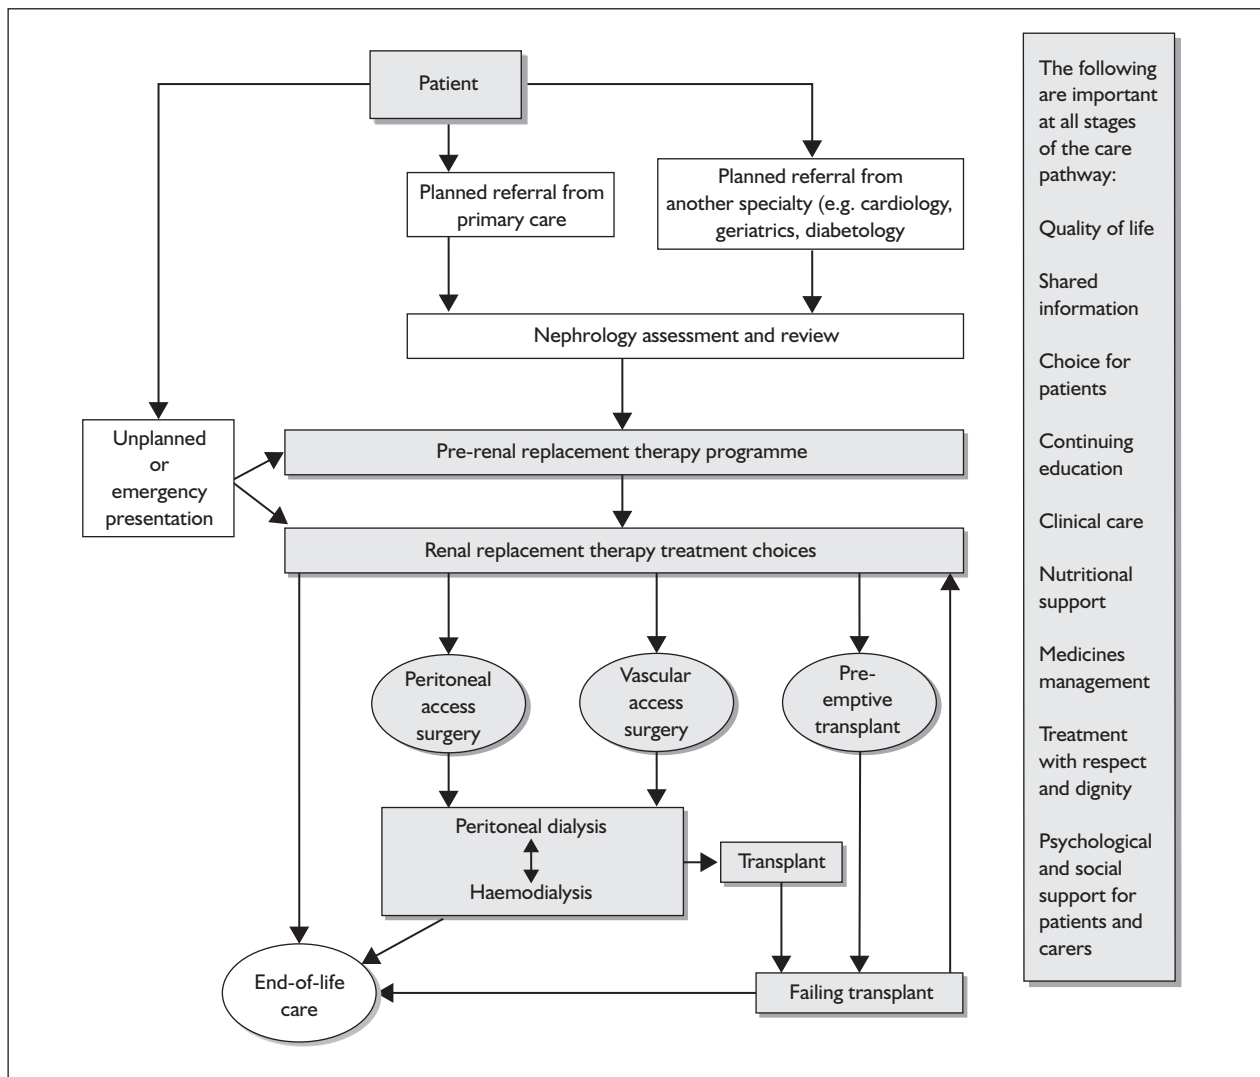 Patient
Planned referral from
primary care
Planned referral from
another specialty (e.g. cardiology,
geriatrics, diabetology
Nephrology assessment and review
Unplanned
or
emergency
presentation
Pre-renal replacement therapy programme
Renal replacement therapy treatment choices
Peritoneal
access
surgery
Vascular
access
surgery
Pre-
emptive
transplant
Peritoneal dialysis
Haemodialysis
Transplant
End-of-life
care
Failing transplant
The following
are important
at all stages
of the care
pathway:
Quality of life
Shared
information
Choice for
patients
Continuing
education
Clinical care
Nutritional
support
Medicines
management
Treatment
with respect
and dignity
Psychological
and social
support for
patients and
carers